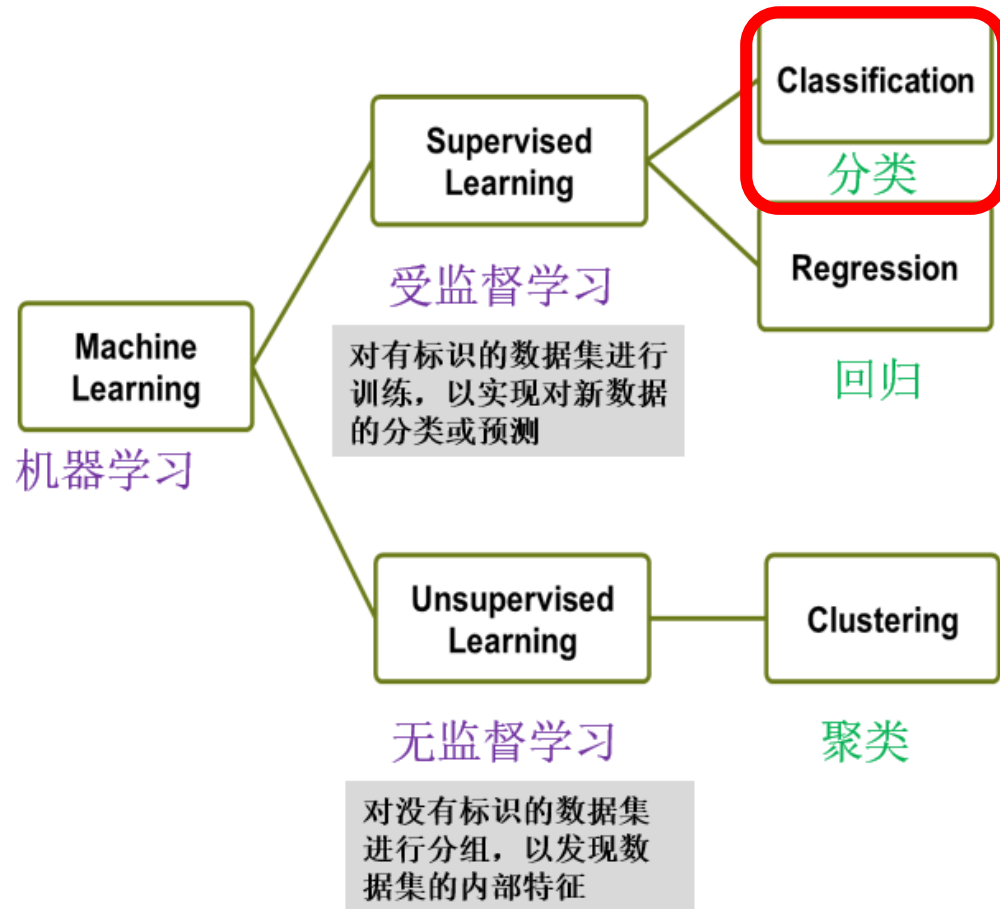 Classification
分类
Supervised
Learning
受监督学习
Regression
回归
对有标识的数据集进行
训练，以实现对新数据
的分类或预测
Machine
Learning
机器学习
Unsupervised
Learning
无监督学习
Clustering
聚类
对没有标识的数据集
进行分组，以发现数
据集的内部特征